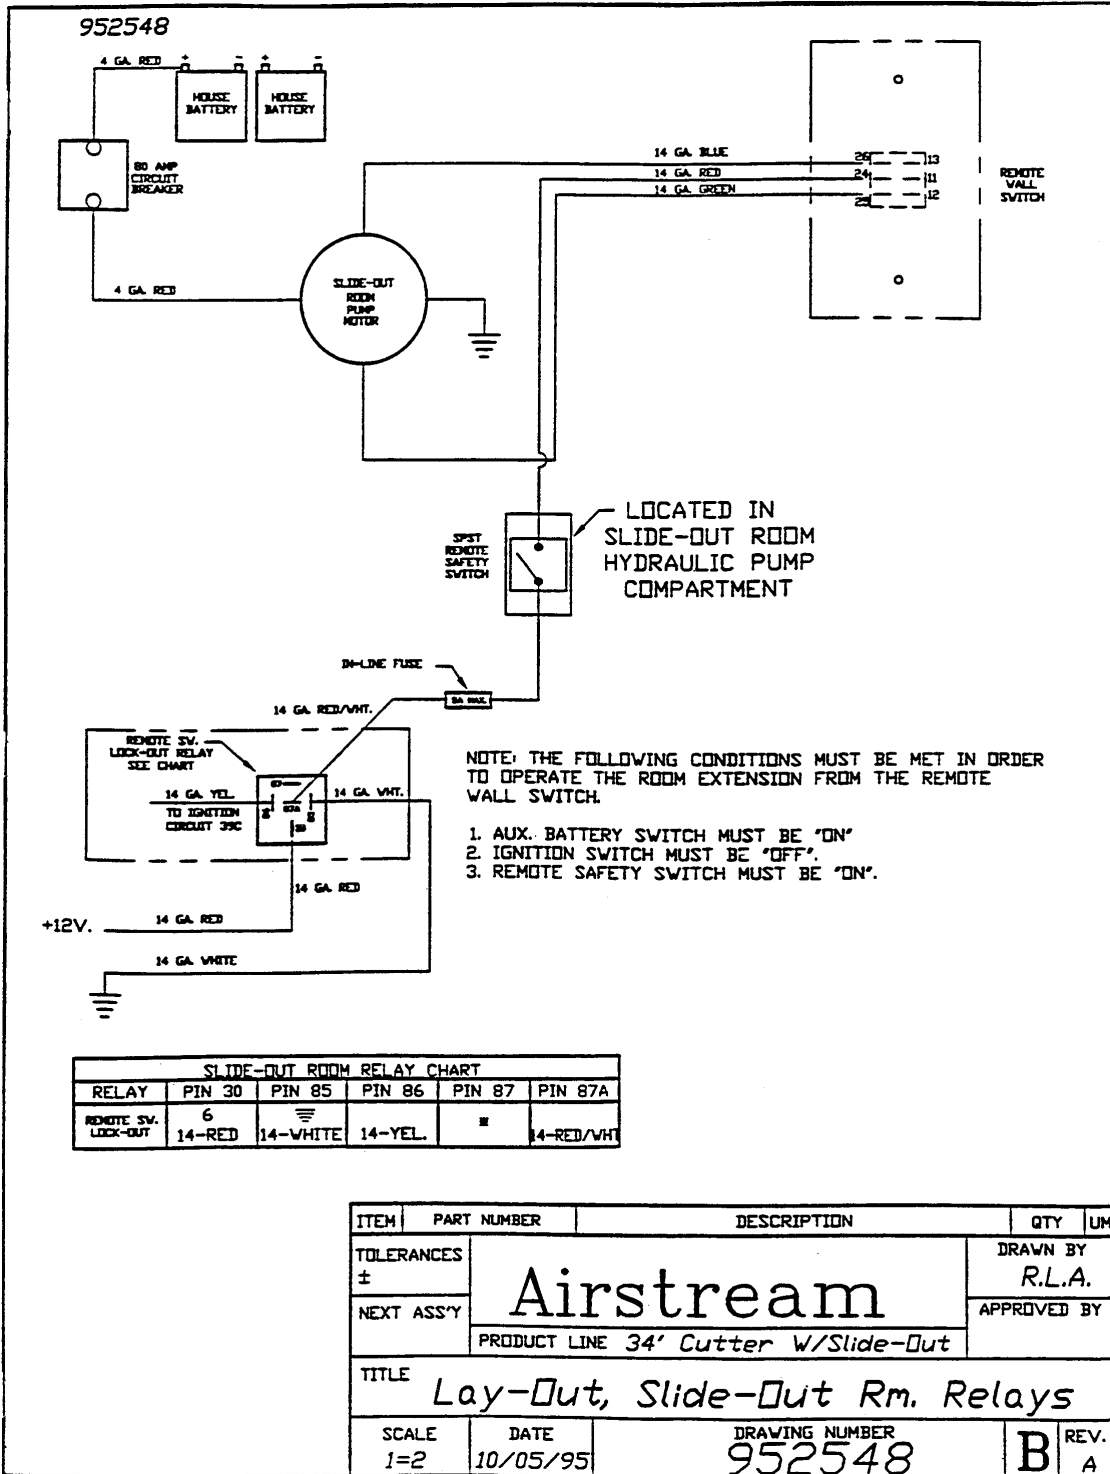 952548
4 GA. RED
+ - + -
HOUSE BATTERY
HOUSE BATTERY
80 AMP
CIRCUIT
BREAKER
4 GA. RED
SLIDE-OUT
ROOM
PUMP
MOTOR
14 GA. BLUE
14 GA. RED
14 GA. GREEN
26 13
24 11
25 12
REMOTE
WALL
SWITCH
LOCATED IN
SLIDE-OUT ROOM
HYDRAULIC PUMP
COMPARTMENT
SPST
REMOTE
SAFETY
SWITCH
IN-LINE FUSE
MAX.
14 GA. RED/WHT.
REMOTE SW.
LOCK-OUT RELAY
SEE CHART
14 GA. YEL.
TO IGNITION
CIRCUIT 39C
87
87A
14 GA. WHT.
14 GA. RED
+12V.
14 GA. RED
14 GA. WHITE
NOTE: THE FOLLOWING CONDITIONS MUST BE MET IN ORDER
TO OPERATE THE ROOM EXTENSION FROM THE REMOTE
WALL SWITCH.
1. AUX. BATTERY SWITCH MUST BE "ON"
2. IGNITION SWITCH MUST BE "OFF".
3. REMOTE SAFETY SWITCH MUST BE "ON".
SLIDE-OUT ROOM RELAY CHART
RELAY PIN 30 PIN 85 PIN 86 PIN 87 PIN 87A
REMOTE SW.
LOCK-OUT
6
14-RED 14-WHITE 14-YEL. 14-RED/WHT
ITEM PART NUMBER DESCRIPTION QTY UM
TOLERANCES
±
NEXT ASS'Y
Airstream
DRAWN BY
R.L.A.
APPROVED BY
PRODUCT LINE 34' Cutter W/Slide-Out
TITLE Lay-Out, Slide-Out Rm. Relays
SCALE
1=2
DATE
10/05/95
DRAWING NUMBER
952548
B
REV.
A